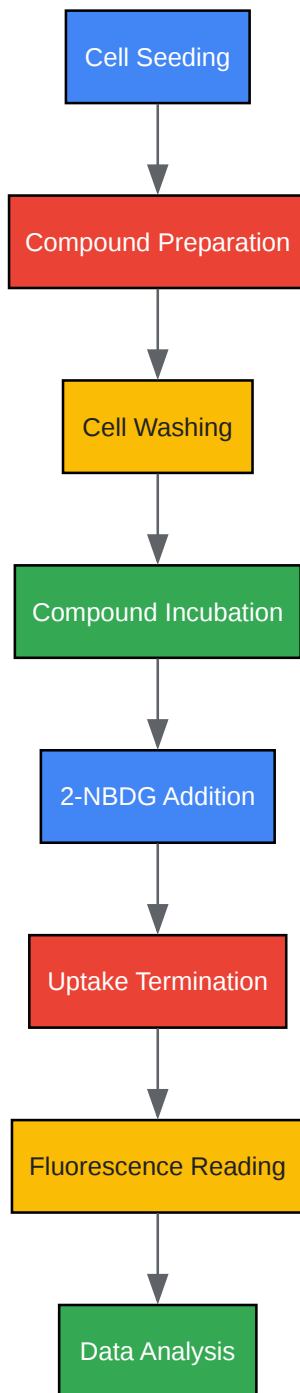 Cell Seeding
Compound Preparation
Cell Washing
Compound Incubation
2-NBDG Addition
Uptake Termination
Fluorescence Reading
Data Analysis